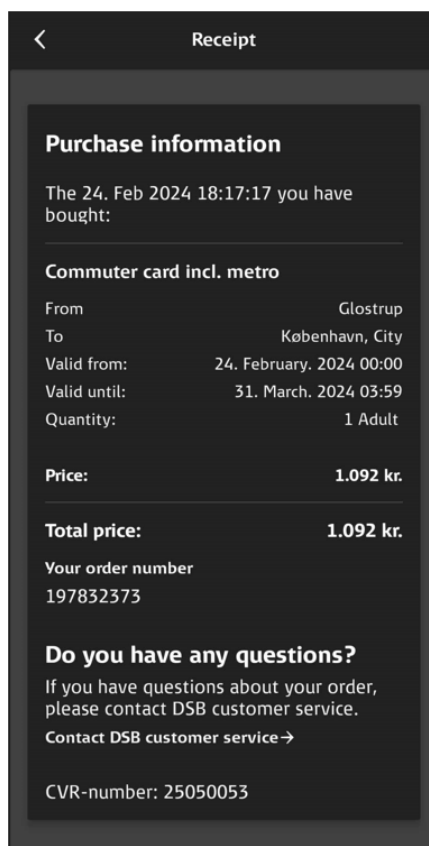 Receipt
Purchase information
The 24. Feb 2024 18:17:17 you have
bought:
Commuter card incl. metro
From Glostrup
To København, City
Valid from: 24. February. 2024 00:00
Valid until: 31. March. 2024 03:59
Quantity: 1 Adult
Price: 1.092 kr.
Total price: 1.092 kr.
Your order number
197832373
Do you have any questions?
If you have questions about your order,
please contact DSB customer service.
Contact DSB customer service→
CVR-number: 25050053